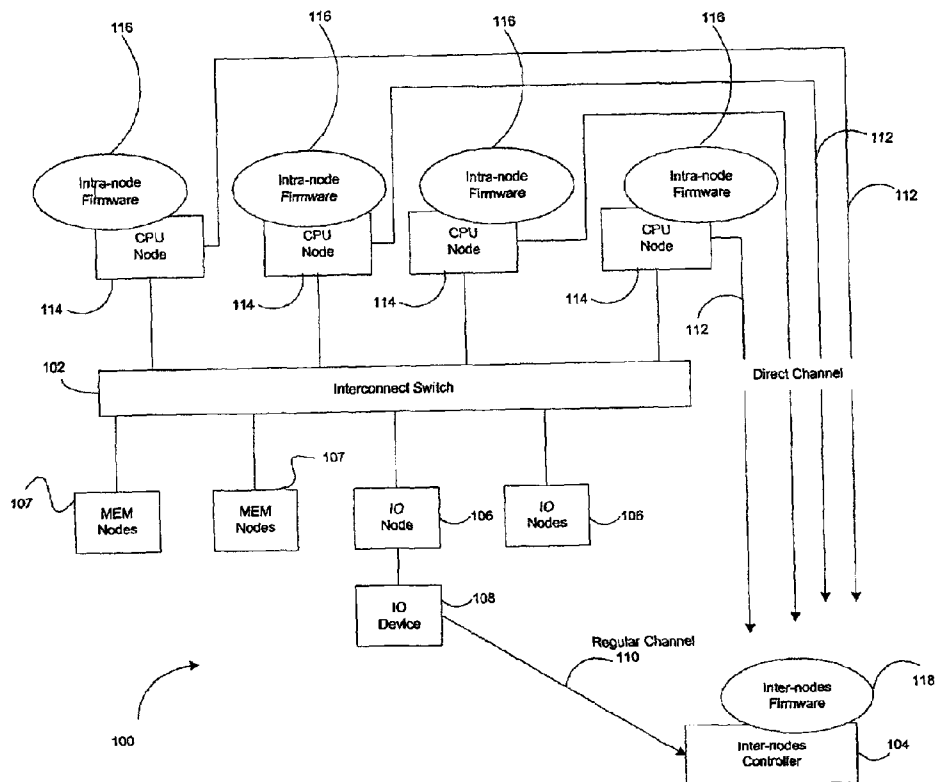 116
116
116
116
Intra-node
Firmware
Intra-node
Firmware
Intra-node
Firmware
Intra-node
Firmware
112
112
CPU
Node
CPU
Node
CPU
Node
CPU
Node
114
114
114
114
112
102
Interconnect Switch
Direct Channel
107
MEM
Nodes
107
MEM
Nodes
IO
Node
106
IO
Nodes
106
IO
Device
108
Regular Channel
110
100
Inter-nodes
Firmware
118
Inter-nodes
Controller
104